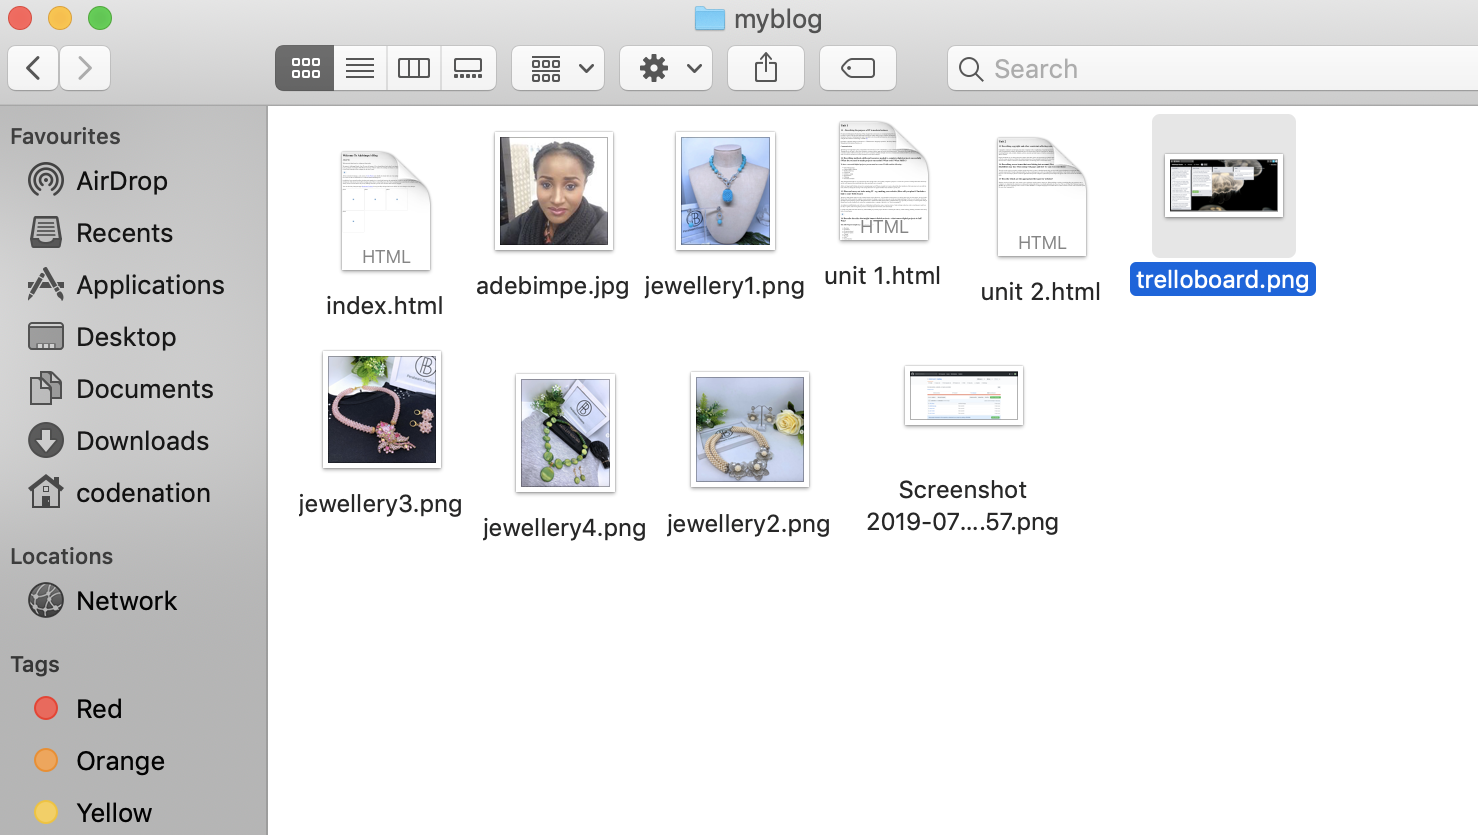 myblog
Search
Favourites
AirDrop
Recents
Applications
Desktop
Documents
Downloads
codenation
Locations
Network
Tags
Red
Orange
Yellow
HTML
index.html
adebimpe.jpg
jewellery1.png
HTML
unit 1.html
HTML
unit 2.html
trelloboard.png
jewellery3.png
jewellery4.png
jewellery2.png
Screenshot
2019-07....57.png